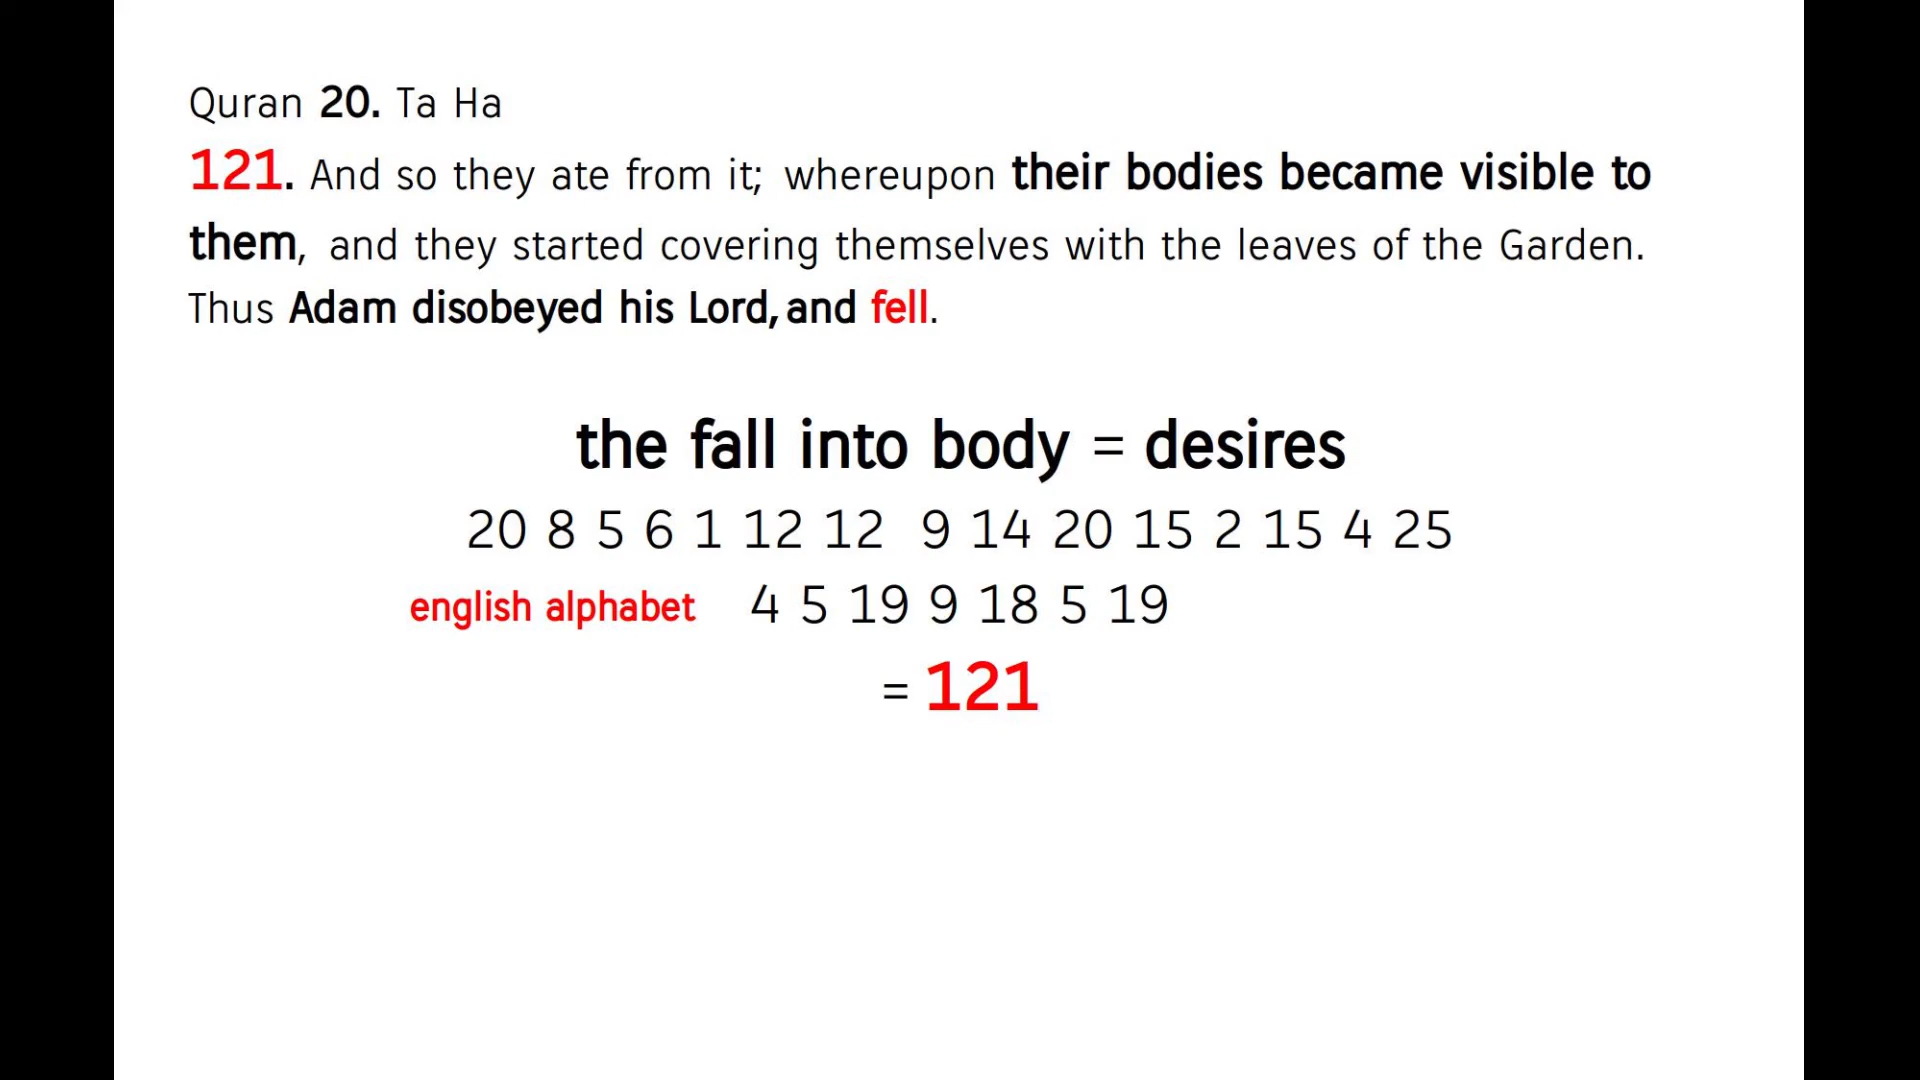 Quran 20. Ta Ha
121. And so they ate from it; whereupon their bodies became visible to
them, and they started covering themselves with the leaves of the Garden.
Thus Adam disobeyed his Lord, and fell.
the fall into body = desires
20 8 5 6 1 12 12 9 14 20 15 2 15 4 25
english alphabet 4 5 19 9 18 5 19
= 121